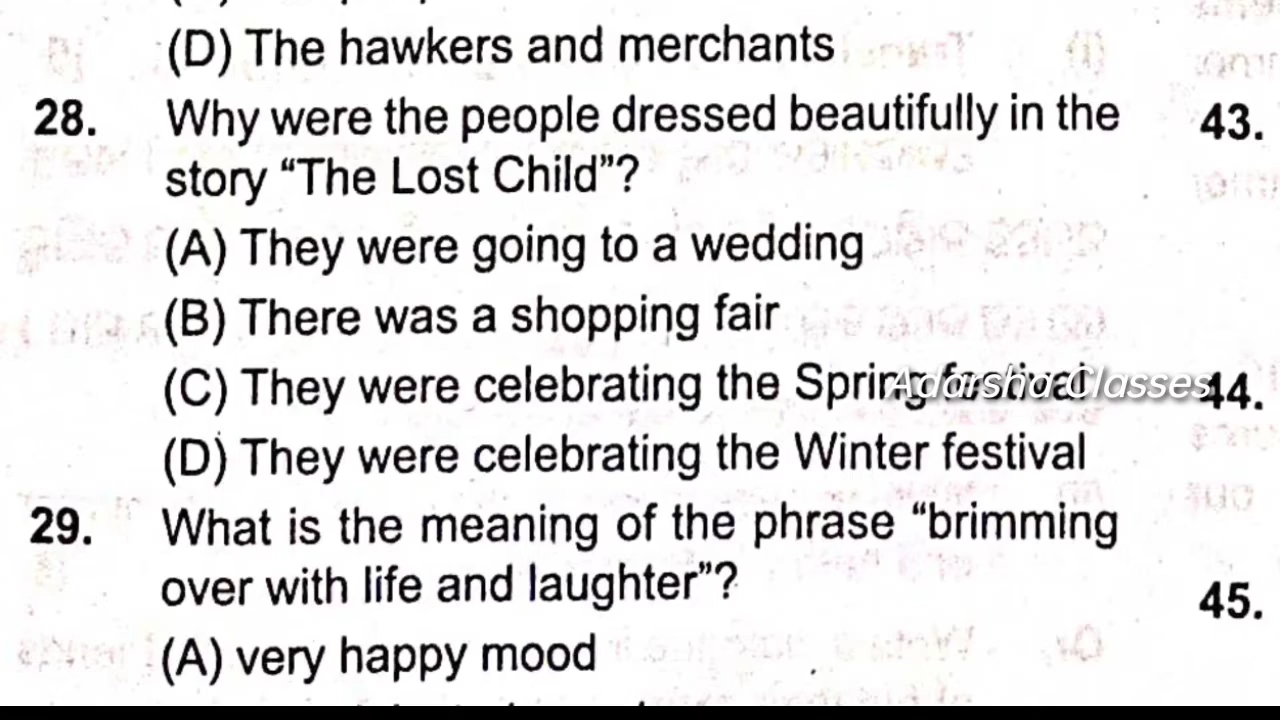 (D) The hawkers and merchants
28. Why were the people dressed beautifully in the 43.
story “The Lost Child”?
(A) They were going to a wedding
(B) There was a shopping fair
(C) They were celebrating the Spring festival 44.
Adarsha Classes
(D) They were celebrating the Winter festival
29. What is the meaning of the phrase “brimming
over with life and laughter”? 45.
(A) very happy mood